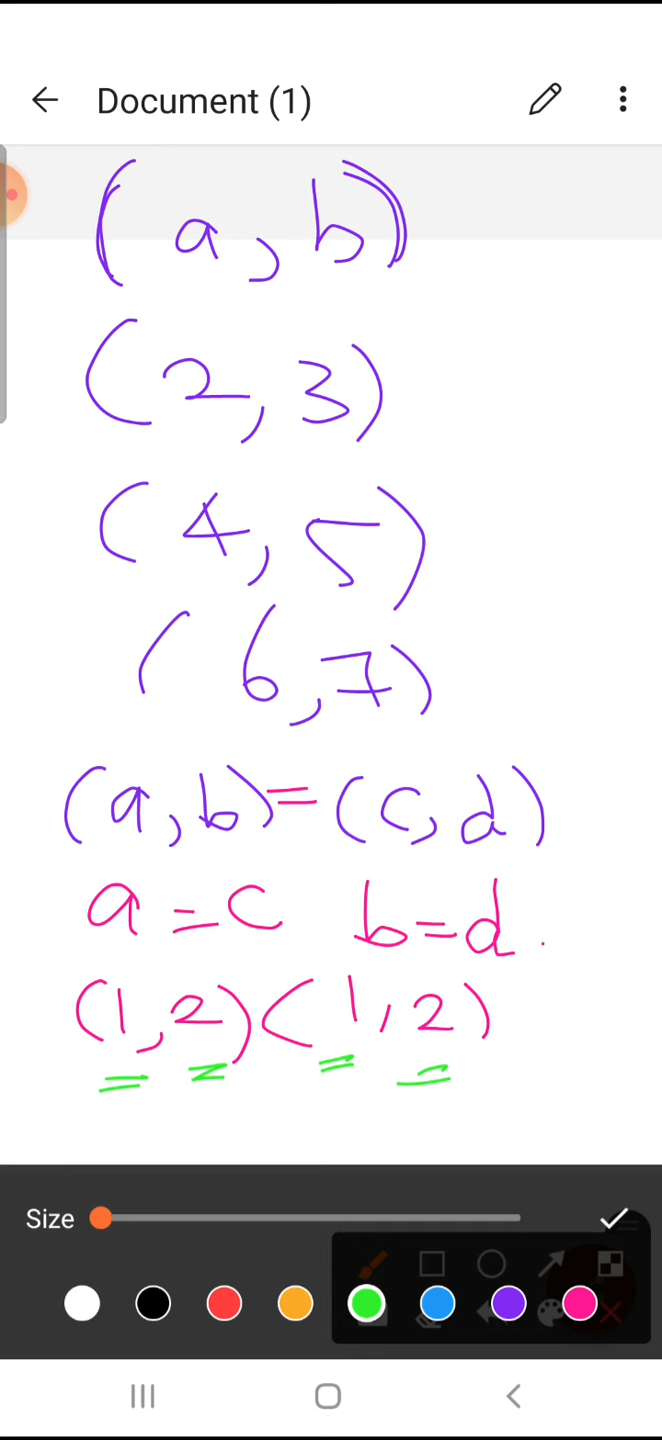 Document (1)
(a, b)
(2, 3)
(4, 5)
(6, 7)
(a, b) = (c, d)
a = c b = d.
(1, 2) (1, 2)
Size